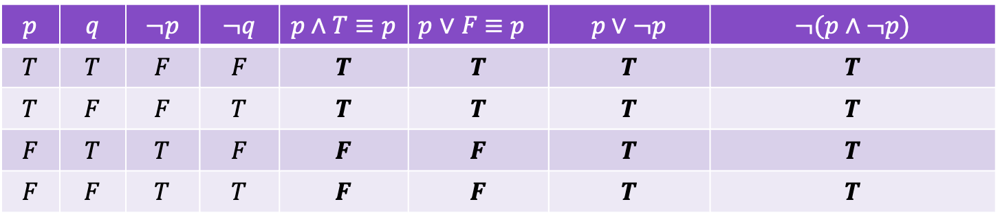 p q ¬p ¬q p ∧ T ≡ p p ∨ F ≡ p p ∨ ¬p ¬(p ∧ ¬p)
T T F F T T T T
T F F T T T T T
F T T F F F T T
F F T T F F T T